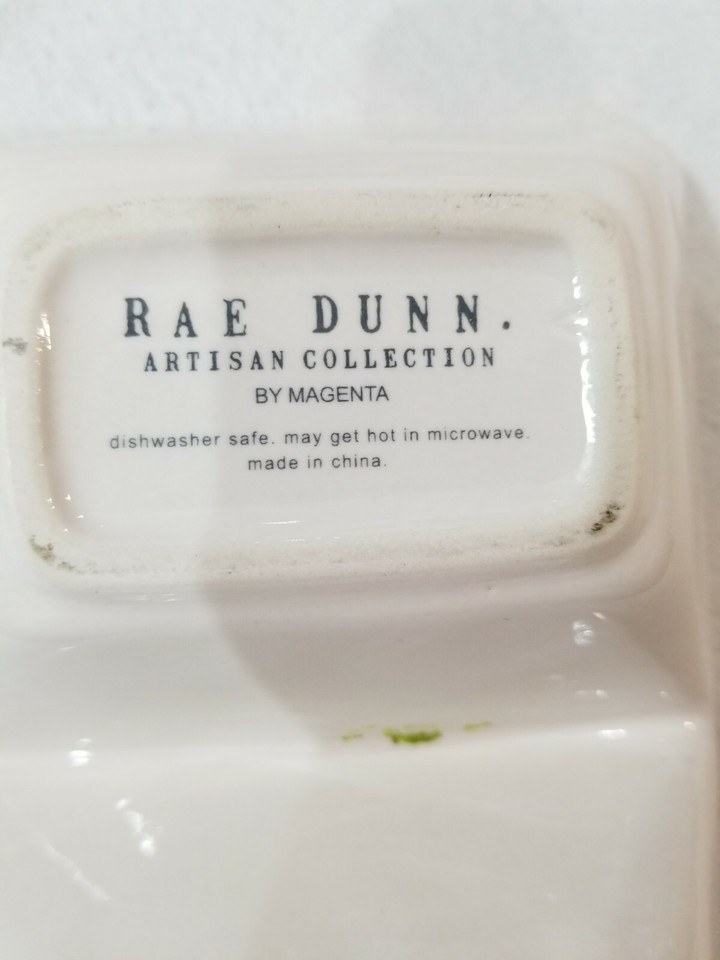 RAE DUNN.
ARTISAN COLLECTION
BY MAGENTA
dishwasher safe. may get hot in microwave.
made in china.